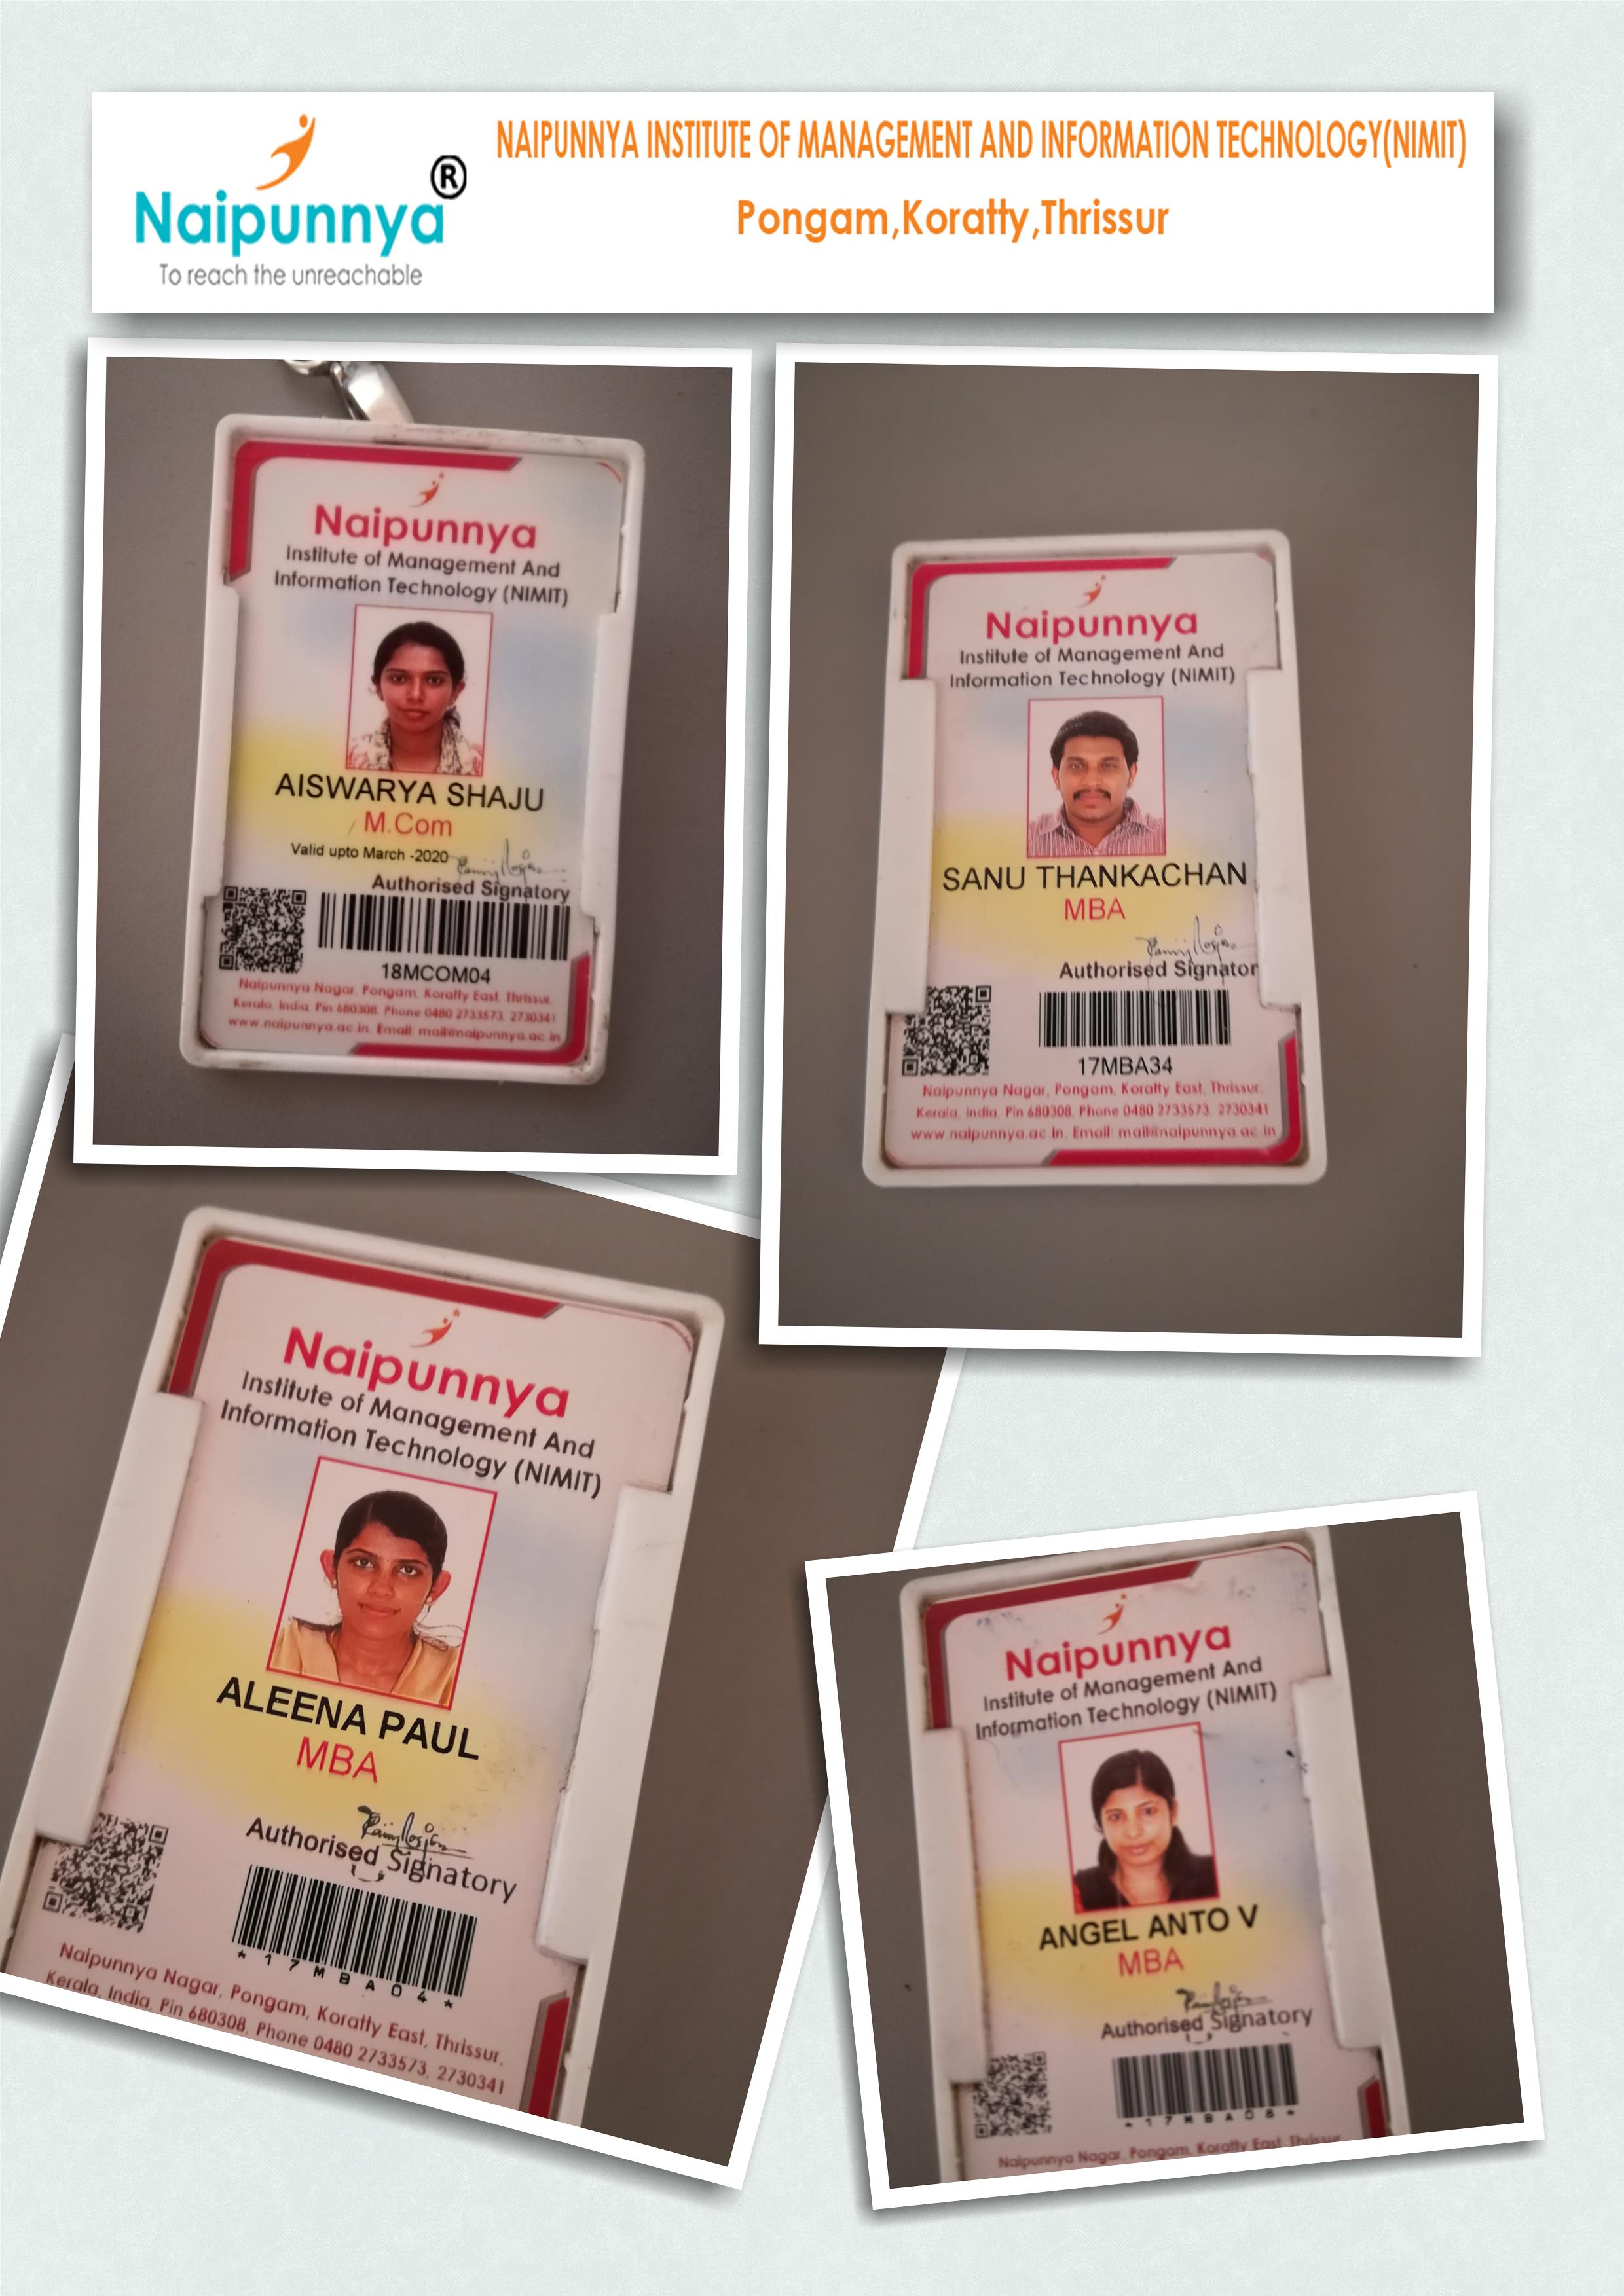 Naipunnya®
To reach the unreachable
NAIPUNNYA INSTITUTE OF MANAGEMENT AND INFORMATION TECHNOLOGY(NIMIT)
Pongam,Koratty,Thrissur
Naipunnya
Institute of Management And
Information Technology (NIMIT)
AISWARYA SHAJU
M.Com
Valid upto March -2020
Authorised Signatory
18MCOM04
Naipunnya Nagar, Pongam, Koratty East, Thrissur,
Kerala, India, Pin 680308, Phone 0480 2733573, 2730341
www.naipunnya.ac.in, Email: mail@naipunnya.ac.in
Naipunnya
Institute of Management And
Information Technology (NIMIT)
SANU THANKACHAN
MBA
Authorised Signator
17MBA34
Naipunnya Nagar, Pongam, Koratty East, Thrissur,
Kerala, India, Pin 680308, Phone 0480 2733573, 2730341
www.naipunnya.ac.in, Email: mail@naipunnya.ac.in
Naipunnya
Institute of Management And
Information Technology (NIMIT)
ALEENA PAUL
MBA
Authorised Signatory
*17MBA04*
Naipunnya Nagar, Pongam, Koratty East, Thrissur,
Kerala, India, Pin 680308, Phone 0480 2733573, 2730341
Naipunnya
Institute of Management And
Information Technology (NIMIT)
ANGEL ANTO V
MBA
Authorised Signatory
*17MBA08*
Naipunnya Nagar, Pongam, Koratty East, Thrissur